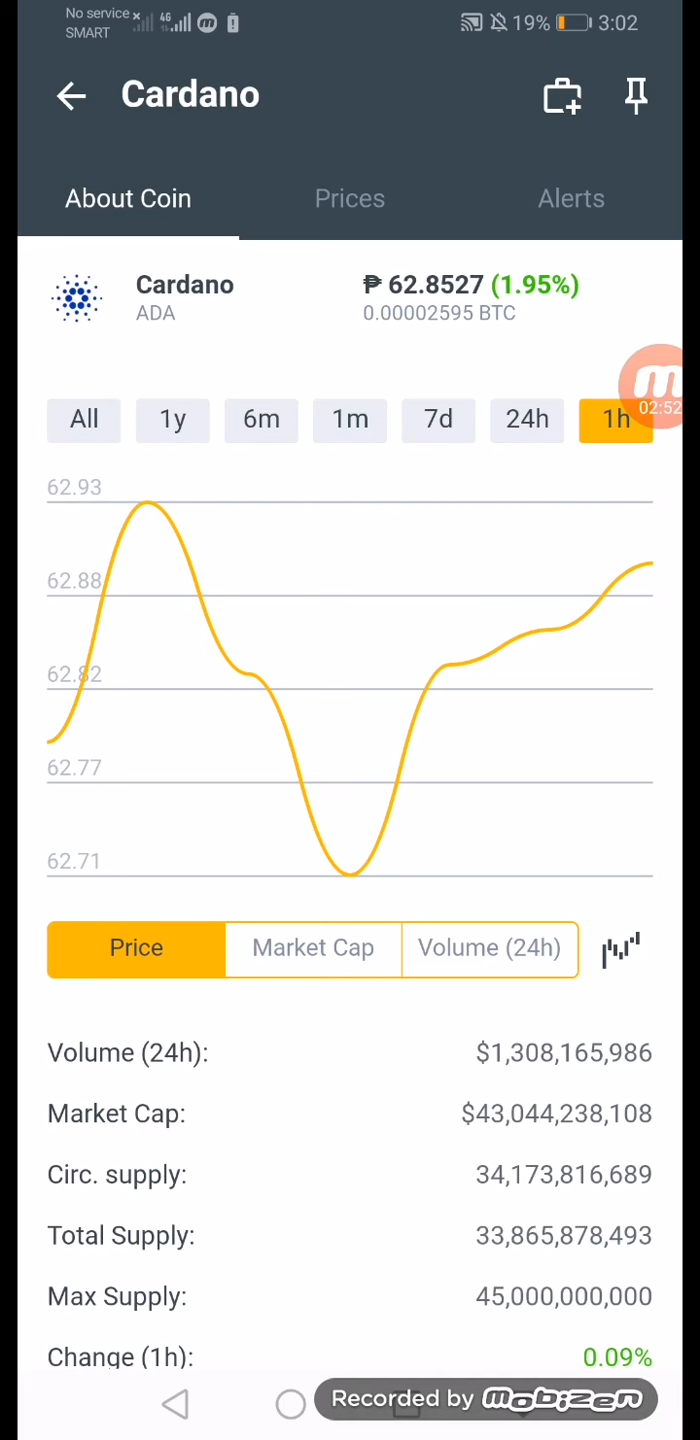 No service
SMART
4G
19%
3:02
Cardano
About Coin
Prices
Alerts
Cardano
₱ 62.8527 (1.95%)
ADA
0.00002595 BTC
02:52
All
1y
6m
1m
7d
24h
1h
62.93
62.88
62.82
62.77
62.71
Price
Market Cap
Volume (24h)
Volume (24h):
$1,308,165,986
Market Cap:
$43,044,238,108
Circ. supply:
34,173,816,689
Total Supply:
33,865,878,493
Max Supply:
45,000,000,000
Change (1h):
0.09%
Recorded by mobizen